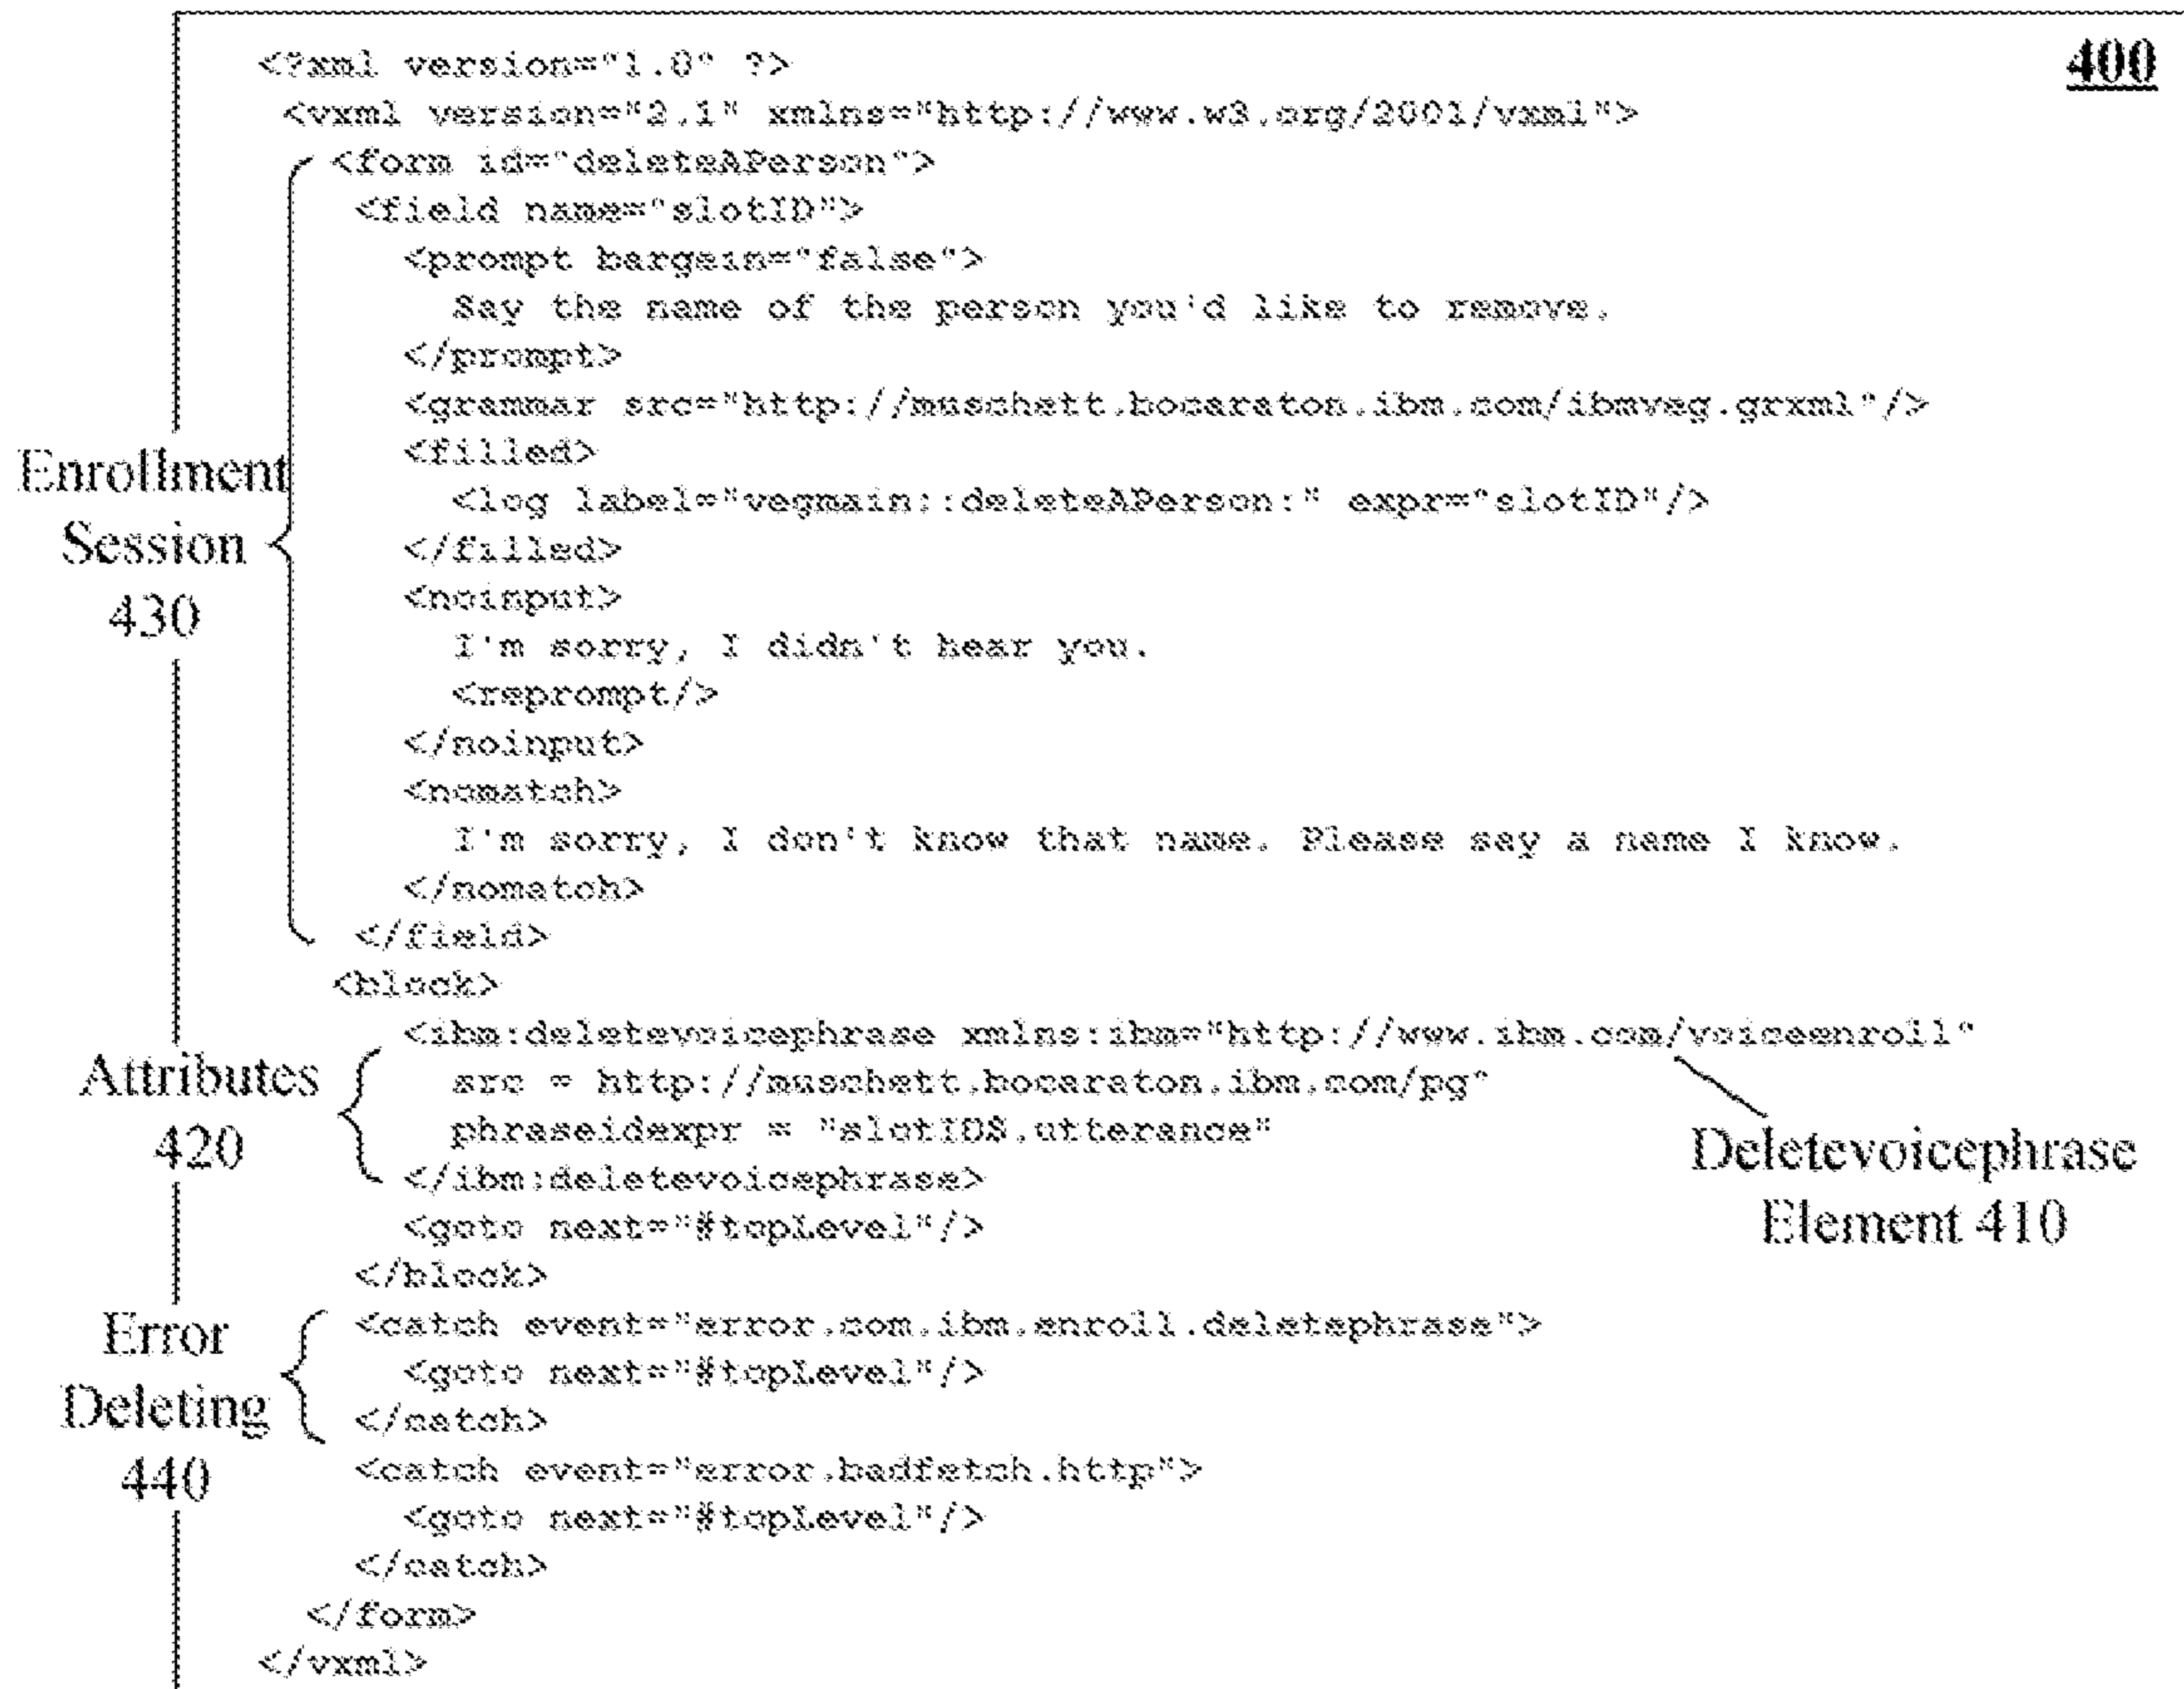 400
<?xml version="1.0" ?>
<vxml version="2.1" xmlns="http://www.w3.org/2001/vxml">
<form id="deleteAPerson">
<field name="slotID">
<prompt bargein="false">
Say the name of the person you'd like to remove.
</prompt>
<grammar src="http://muschett.bocaraton.ibm.com/ibmveg.grxml"/>
<filled>
<log label="vegmain::deleteAPerson:" expr="slotID"/>
</filled>
<noinput>
I'm sorry, I didn't hear you.
<reprompt/>
</noinput>
<nomatch>
I'm sorry, I don't know that name. Please say a name I know.
</nomatch>
</field>
<block>
<ibm:deletevoicephrase xmlns:ibm="http://www.ibm.com/voiceenroll"
src = http://muschett.bocaraton.ibm.com/pg"
phraseidexpr = "slotID$.utterance"
</ibm:deletevoicephrase>
<goto next="#topLevel"/>
</block>
<catch event="error.com.ibm.enroll.deletephrase">
<goto next="#topLevel"/>
</catch>
<catch event="error.badfetch.http">
<goto next="#topLevel"/>
</catch>
</form>
</vxml>
Enrollment
Session
430
Attributes
420
Deletevoicephrase
Element 410
Error
Deleting
440